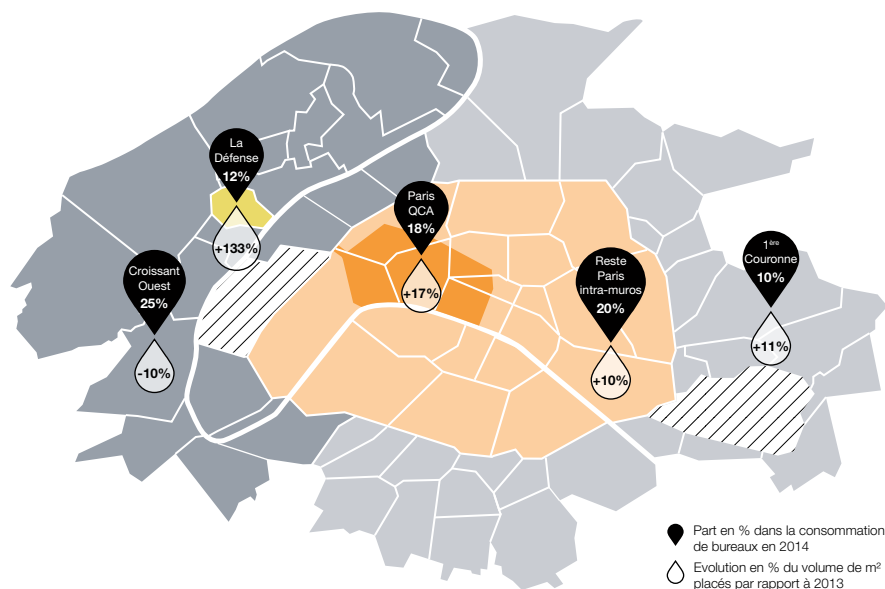 La
Défense
12%
+133%
Paris
QCA
18%
+17%
Croissant
Ouest
25%
-10%
Reste
Paris
intra-muros
20%
+10%
1ère
Couronne
10%
+11%
Part en % dans la consommation
de bureaux en 2014
Evolution en % du volume de m²
placés par rapport à 2013